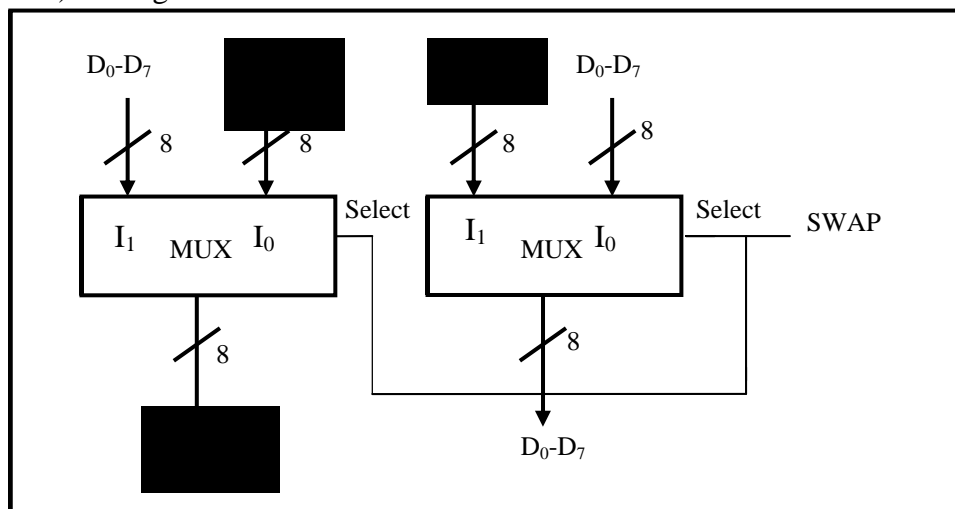 D₀-D₇ D₀-D₇
8 8 8 8
Select Select
I₁ MUX I₀ I₁ MUX I₀ SWAP
8 8
D₀-D₇